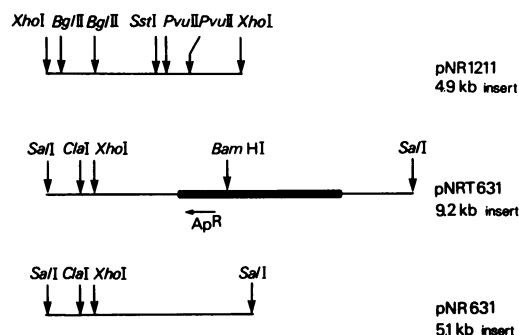 XhoI BglII BglII SstI PvuII PvuII XhoI
pNR1211
4.9 kb insert
SalI ClaI XhoI BamHI SalI
pNRT631
9.2 kb insert
ApR
SalI ClaI XhoI SalI
pNR631
5.1 kb insert